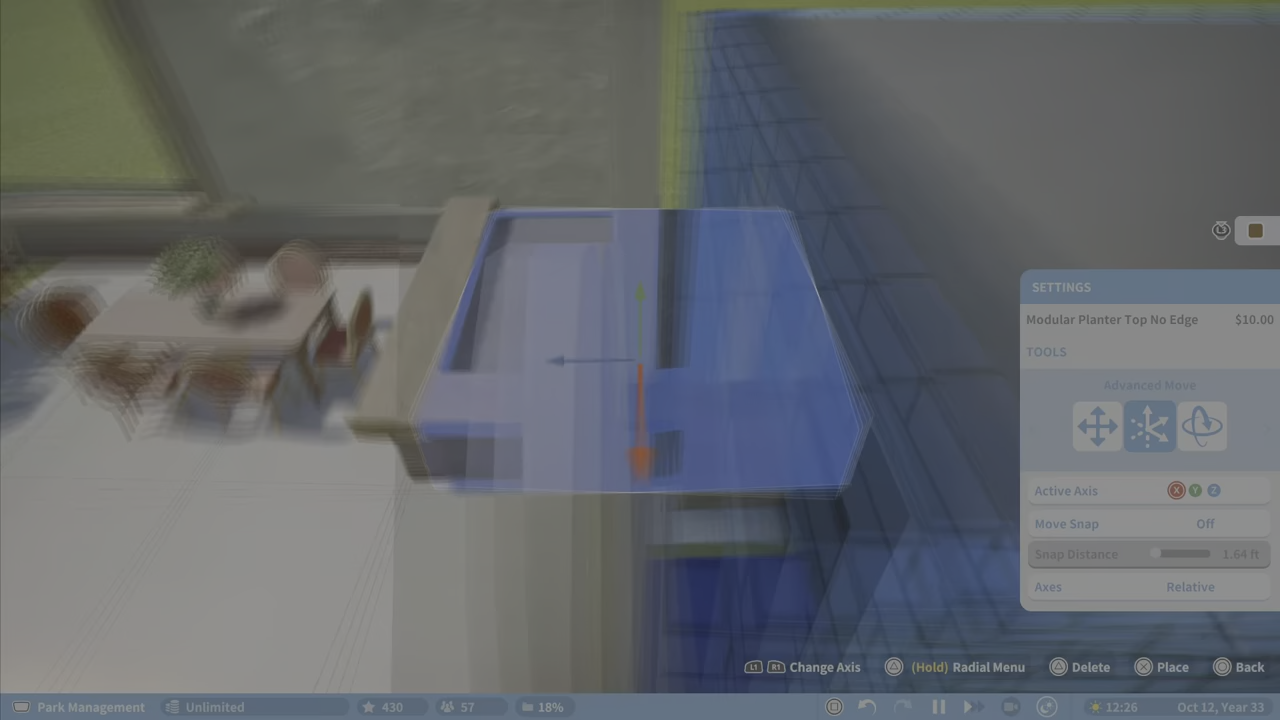 SETTINGS
Modular Planter Top No Edge $10.00
TOOLS
Advanced Move
Active Axis X Y Z
Move Snap Off
Snap Distance 1.64 ft
Axes Relative
L1 R1 Change Axis (Hold) Radial Menu Delete Place Back
Park Management Unlimited 430 57 18% 12:26 Oct 12, Year 33